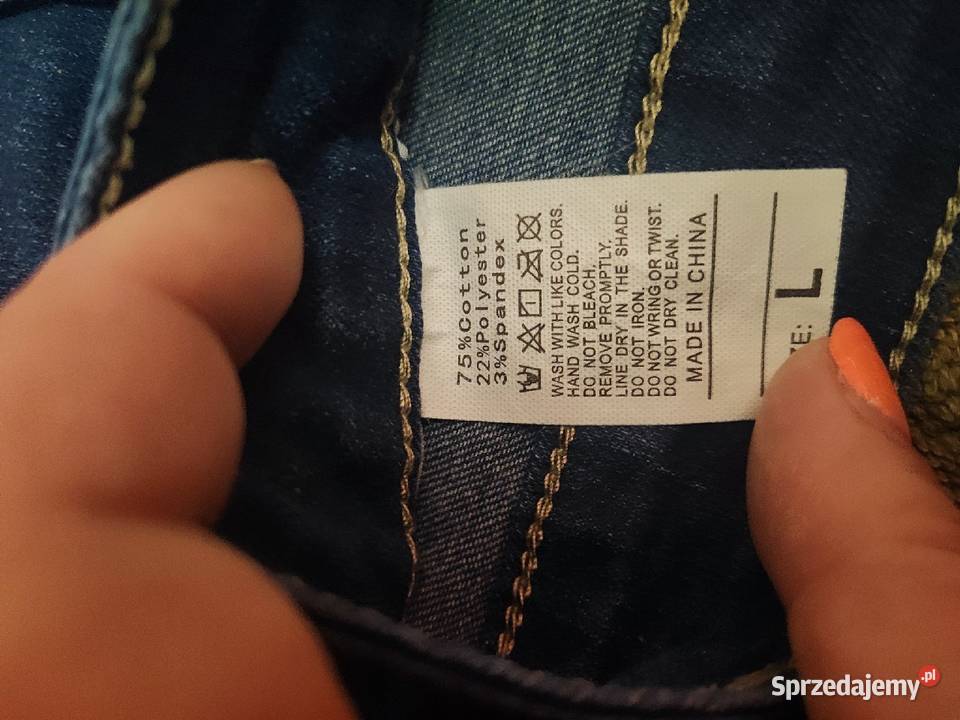 75%Cotton
22%Polyester
3%Spandex
WASH WITH LIKE COLORS.
HAND WASH COLD.
DO NOT BLEACH.
REMOVE PROMPTLY.
LINE DRY IN THE SHADE.
DO NOT IRON.
DO NOT WRING OR TWIST.
DO NOT DRY CLEAN.
MADE IN CHINA
ZE: L
Sprzedajemy.pl